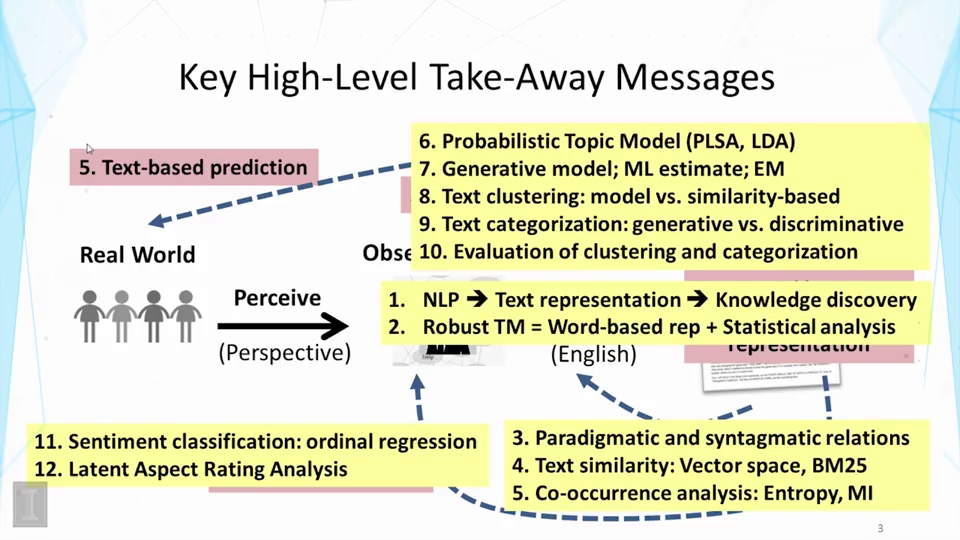 Key High-Level Take-Away Messages
5. Text-based prediction
6. Probabilistic Topic Model (PLSA, LDA)
7. Generative model; ML estimate; EM
8. Text clustering: model vs. similarity-based
9. Text categorization: generative vs. discriminative
10. Evaluation of clustering and categorization
Real World
Obse
Perceive
(Perspective)
1. NLP ➔ Text representation ➔ Knowledge discovery
2. Robust TM = Word-based rep + Statistical analysis
(English)
representation
11. Sentiment classification: ordinal regression
12. Latent Aspect Rating Analysis
3. Paradigmatic and syntagmatic relations
4. Text similarity: Vector space, BM25
5. Co-occurrence analysis: Entropy, MI
I
3